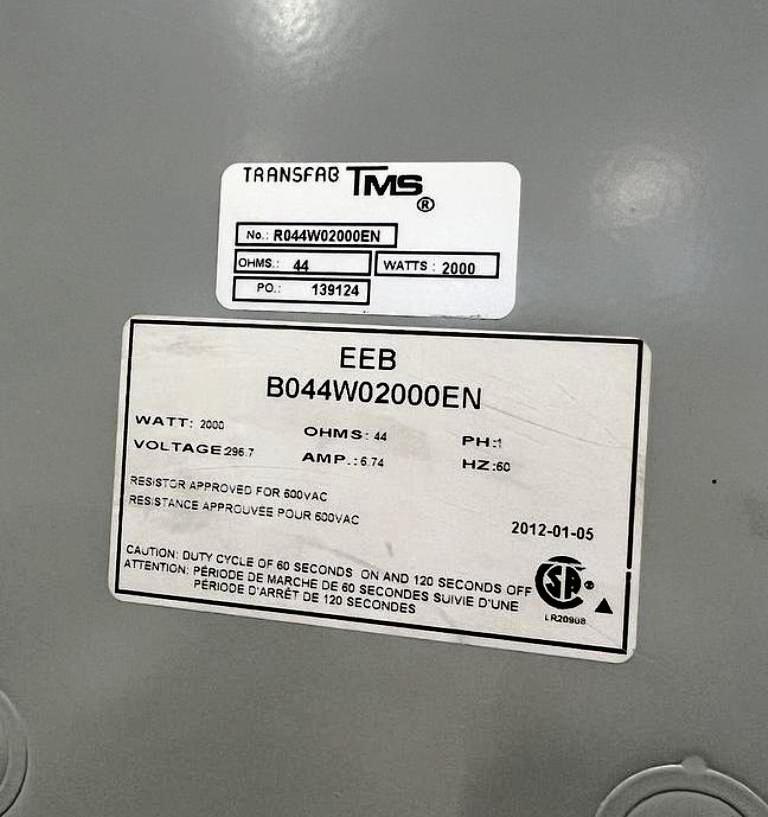 TRANSFAB TMS ®
No.: R044W02000EN
OHMS.: 44 WATTS : 2000
PO.: 139124
EEB
B044W02000EN
WATT: 2000 OHMS: 44 PH:1
VOLTAGE 296.7 AMP.:6.74 HZ:60
RESISTOR APPROVED FOR 600VAC
RESISTANCE APPROUVÉE POUR 600VAC
2012-01-05
CAUTION: DUTY CYCLE OF 60 SECONDS ON AND 120 SECONDS OFF
ATTENTION: PÉRIODE DE MARCHE DE 60 SECONDES SUIVIE D'UNE
PÉRIODE D'ARRÊT DE 120 SECONDES
CSA ®
LR20908